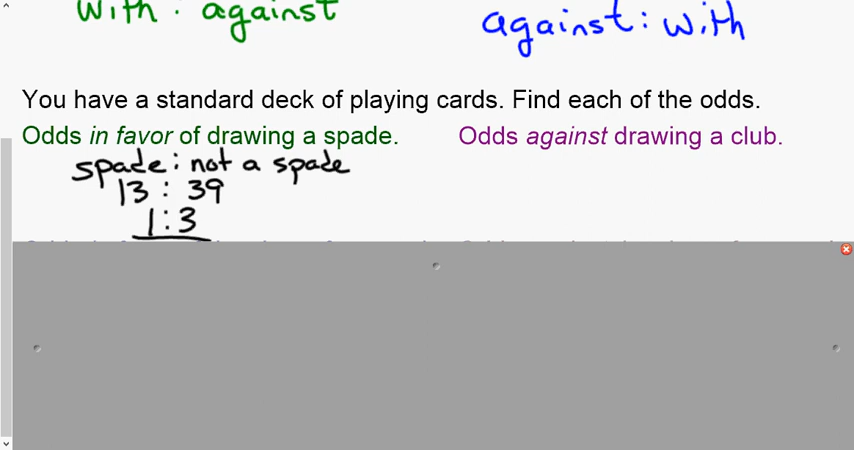 with : against
against : with
You have a standard deck of playing cards. Find each of the odds.
Odds in favor of drawing a spade.
Odds against drawing a club.
spade : not a spade
13 : 39
1 : 3